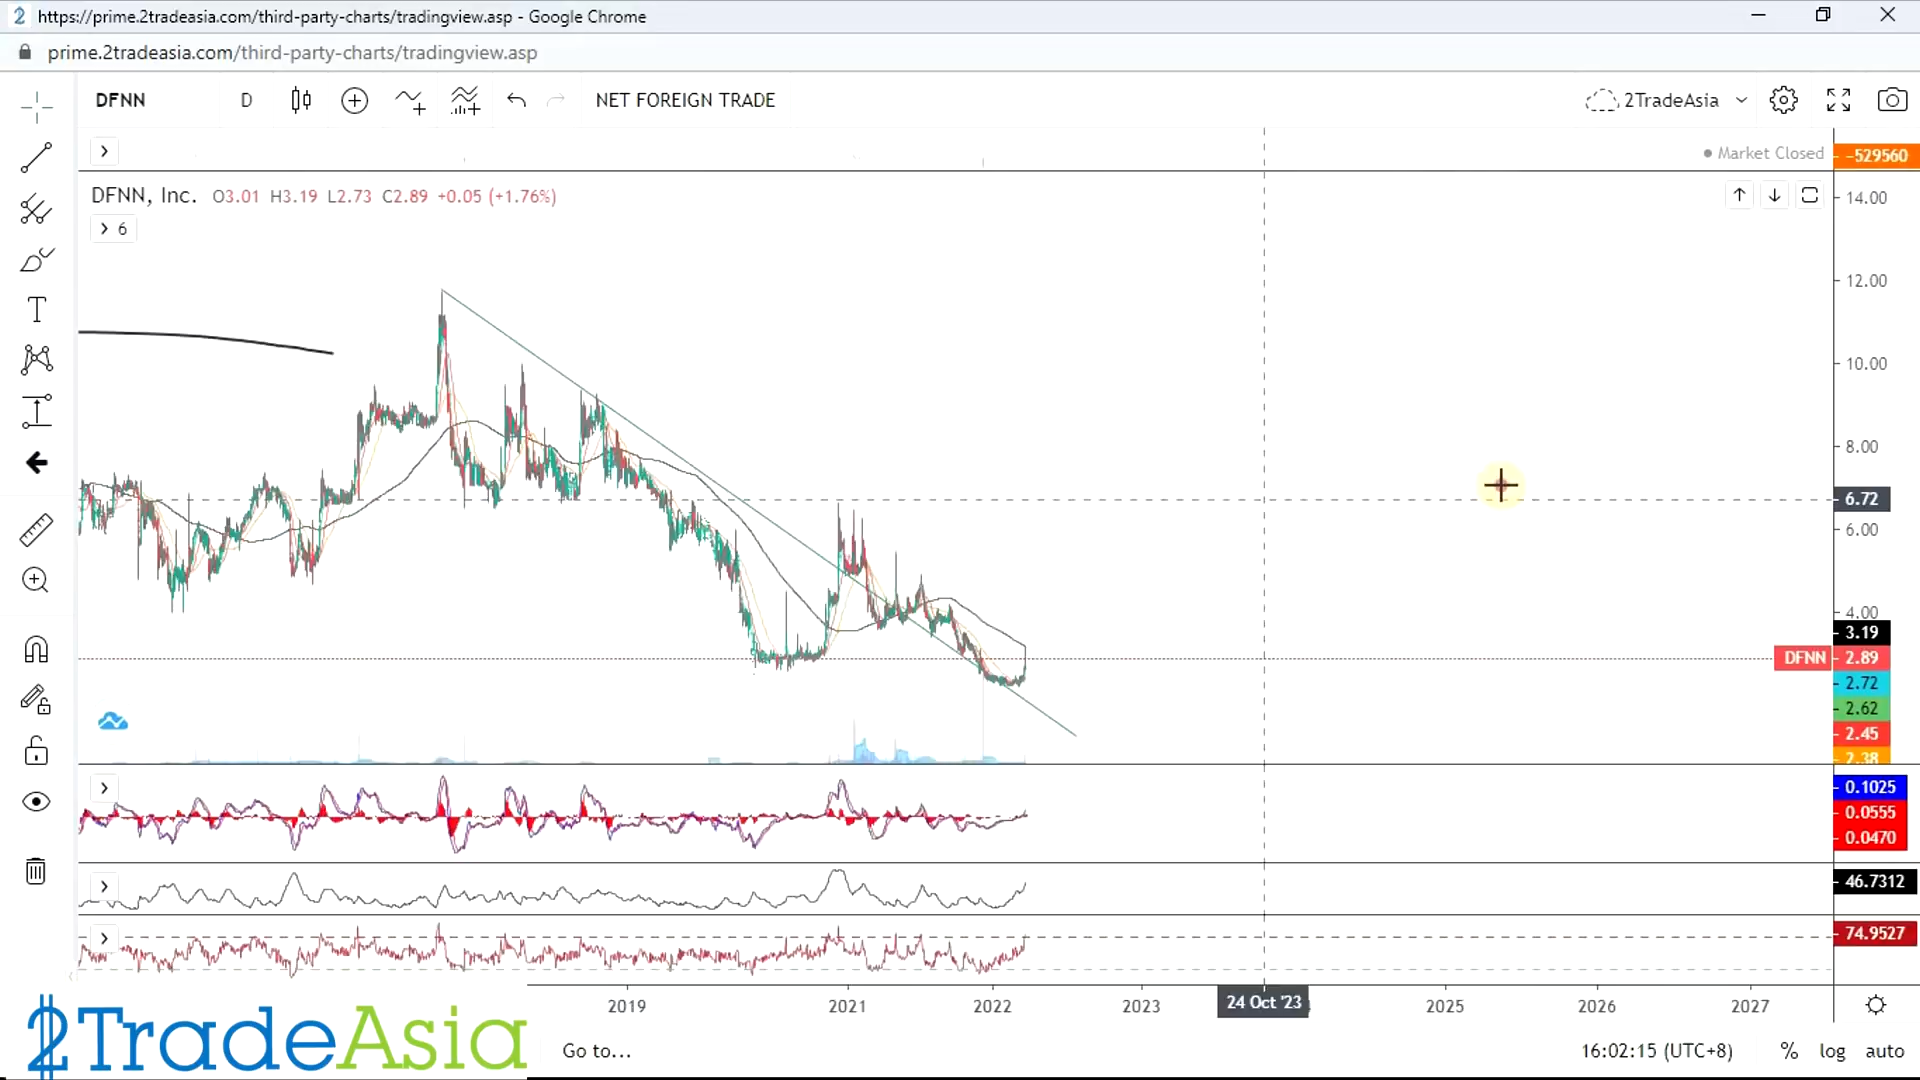 https://prime.2tradeasia.com/third-party-charts/tradingview.asp - Google Chrome
prime.2tradeasia.com/third-party-charts/tradingview.asp
DFNN D NET FOREIGN TRADE 2TradeAsia
Market Closed -529560
DFNN, Inc. O3.01 H3.19 L2.73 C2.89 +0.05 (+1.76%)
6
14.00
12.00
10.00
8.00
6.72
6.00
4.00
3.19
DFNN 2.89
2.72
2.62
2.45
2.38
0.1025
0.0555
0.0470
46.7312
74.9527
2019 2021 2022 2023 24 Oct '23 2025 2026 2027
2TradeAsia
Go to... 16:02:15 (UTC+8) % log auto